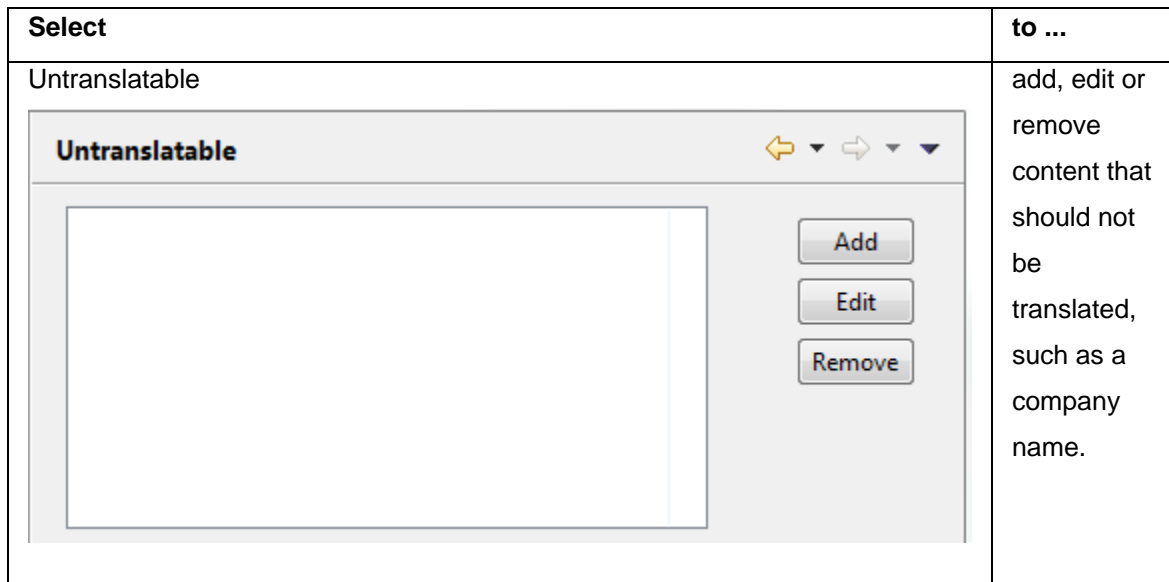 Select
to ...
Untranslatable
Untranslatable
Add
Edit
Remove
add, edit or
remove
content that
should not
be
translated,
such as a
company
name.